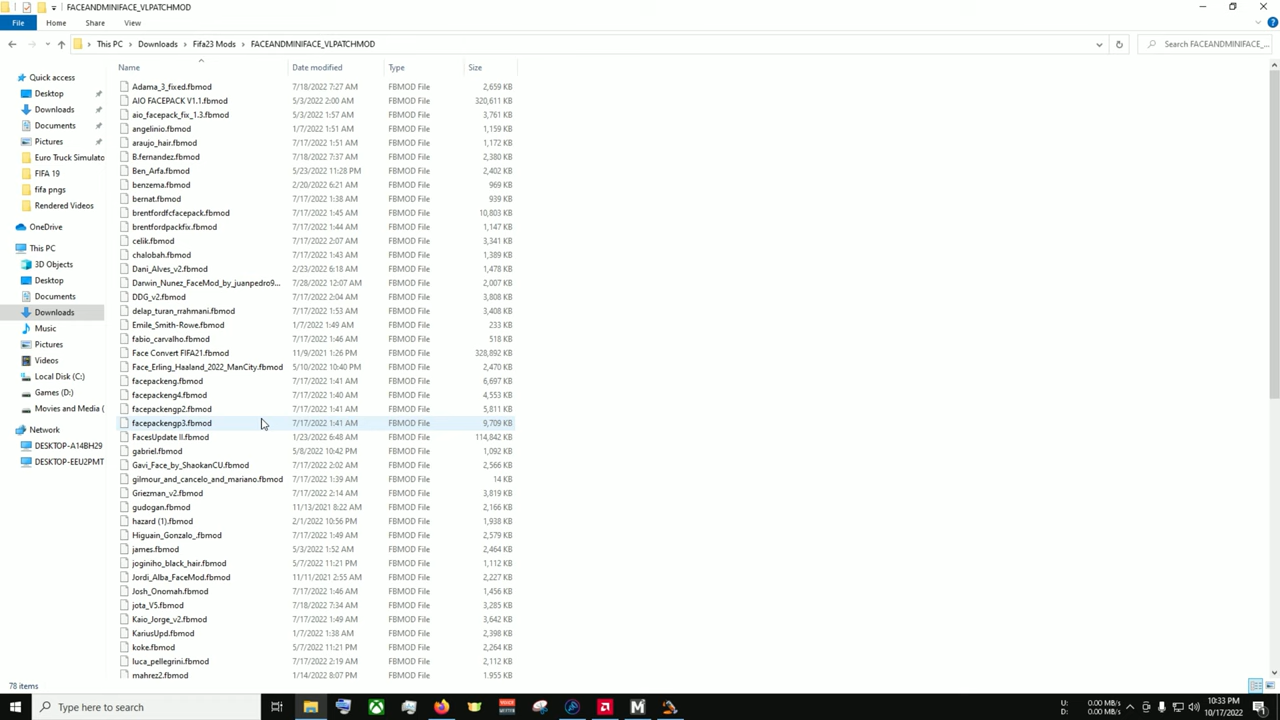 FACEANDMINIFACE_VLPATCHMOD
File Home Share View
This PC Downloads Fifa23 Mods FACEANDMINIFACE_VLPATCHMOD Search FACEANDMINIFACE_...
Name Date modified Type Size
Quick access
Desktop
Downloads
Documents
Pictures
Euro Truck Simulato
FIFA 19
fifa pngs
Rendered Videos
OneDrive
This PC
3D Objects
Desktop
Documents
Downloads
Music
Pictures
Videos
Local Disk (C:)
Games (D:)
Movies and Media (
Network
DESKTOP-A14BH29
DESKTOP-EEU2PMT
Adama_3_fixed.fbmod 7/18/2022 7:27 AM FBMOD File 2,659 KB
AIO FACEPACK V1.1.fbmod 5/3/2022 2:00 AM FBMOD File 320,611 KB
aio_facepack_fix_1.3.fbmod 5/3/2022 1:57 AM FBMOD File 3,761 KB
angelinio.fbmod 1/7/2022 1:51 AM FBMOD File 1,159 KB
araujo_hair.fbmod 7/17/2022 1:51 AM FBMOD File 1,172 KB
B.fernandez.fbmod 7/18/2022 7:37 AM FBMOD File 2,380 KB
Ben_Arfa.fbmod 5/23/2022 11:28 PM FBMOD File 2,402 KB
benzema.fbmod 2/20/2022 6:21 AM FBMOD File 969 KB
bernat.fbmod 7/17/2022 1:38 AM FBMOD File 939 KB
brentfordfcfacepack.fbmod 7/17/2022 1:45 AM FBMOD File 10,803 KB
brentfordpackfix.fbmod 7/17/2022 1:44 AM FBMOD File 1,147 KB
celik.fbmod 7/17/2022 2:07 AM FBMOD File 3,341 KB
chalobah.fbmod 7/17/2022 1:43 AM FBMOD File 1,389 KB
Dani_Alves_v2.fbmod 2/23/2022 6:18 AM FBMOD File 1,478 KB
Darwin_Nunez_FaceMod_by_juanpedro9... 7/28/2022 12:07 AM FBMOD File 2,007 KB
DDG_v2.fbmod 7/17/2022 2:04 AM FBMOD File 3,808 KB
delap_turan_rrahmani.fbmod 7/17/2022 1:53 AM FBMOD File 3,408 KB
Emile_Smith-Rowe.fbmod 1/7/2022 1:49 AM FBMOD File 233 KB
fabio_carvalho.fbmod 7/17/2022 1:46 AM FBMOD File 518 KB
Face Convert FIFA21.fbmod 11/9/2021 1:26 PM FBMOD File 328,892 KB
Face_Erling_Haaland_2022_ManCity.fbmod 5/10/2022 10:40 PM FBMOD File 2,470 KB
facepackeng.fbmod 7/17/2022 1:41 AM FBMOD File 6,697 KB
facepackeng4.fbmod 7/17/2022 1:40 AM FBMOD File 4,553 KB
facepackengp2.fbmod 7/17/2022 1:41 AM FBMOD File 5,811 KB
facepackengp3.fbmod 7/17/2022 1:41 AM FBMOD File 9,709 KB
FacesUpdate II.fbmod 1/23/2022 6:48 AM FBMOD File 114,842 KB
gabriel.fbmod 5/8/2022 10:42 PM FBMOD File 1,092 KB
Gavi_Face_by_ShaokanCU.fbmod 7/17/2022 2:02 AM FBMOD File 2,566 KB
gilmour_and_cancelo_and_mariano.fbmod 7/17/2022 1:39 AM FBMOD File 14 KB
Griezman_v2.fbmod 7/17/2022 2:14 AM FBMOD File 3,819 KB
gudogan.fbmod 11/13/2021 8:22 AM FBMOD File 2,166 KB
hazard (1).fbmod 2/1/2022 10:56 PM FBMOD File 1,938 KB
Higuain_Gonzalo_.fbmod 7/17/2022 1:49 AM FBMOD File 2,579 KB
james.fbmod 5/3/2022 1:52 AM FBMOD File 2,464 KB
joginiho_black_hair.fbmod 5/7/2022 11:21 PM FBMOD File 1,112 KB
Jordi_Alba_FaceMod.fbmod 11/11/2021 2:55 AM FBMOD File 2,227 KB
Josh_Onomah.fbmod 7/17/2022 1:46 AM FBMOD File 1,456 KB
jota_V5.fbmod 7/18/2022 7:34 AM FBMOD File 3,285 KB
Kaio_Jorge_v2.fbmod 7/17/2022 1:49 AM FBMOD File 3,642 KB
KariusUpd.fbmod 1/7/2022 1:38 AM FBMOD File 2,398 KB
koke.fbmod 5/7/2022 11:21 PM FBMOD File 1,312 KB
luca_pellegrini.fbmod 7/17/2022 2:19 AM FBMOD File 2,112 KB
mahrez2.fbmod 1/14/2022 8:07 PM FBMOD File 1,955 KB
78 items
Type here to search
U: 0.00 MB/s
D: 0.00 MB/s
10:33 PM
10/17/2022